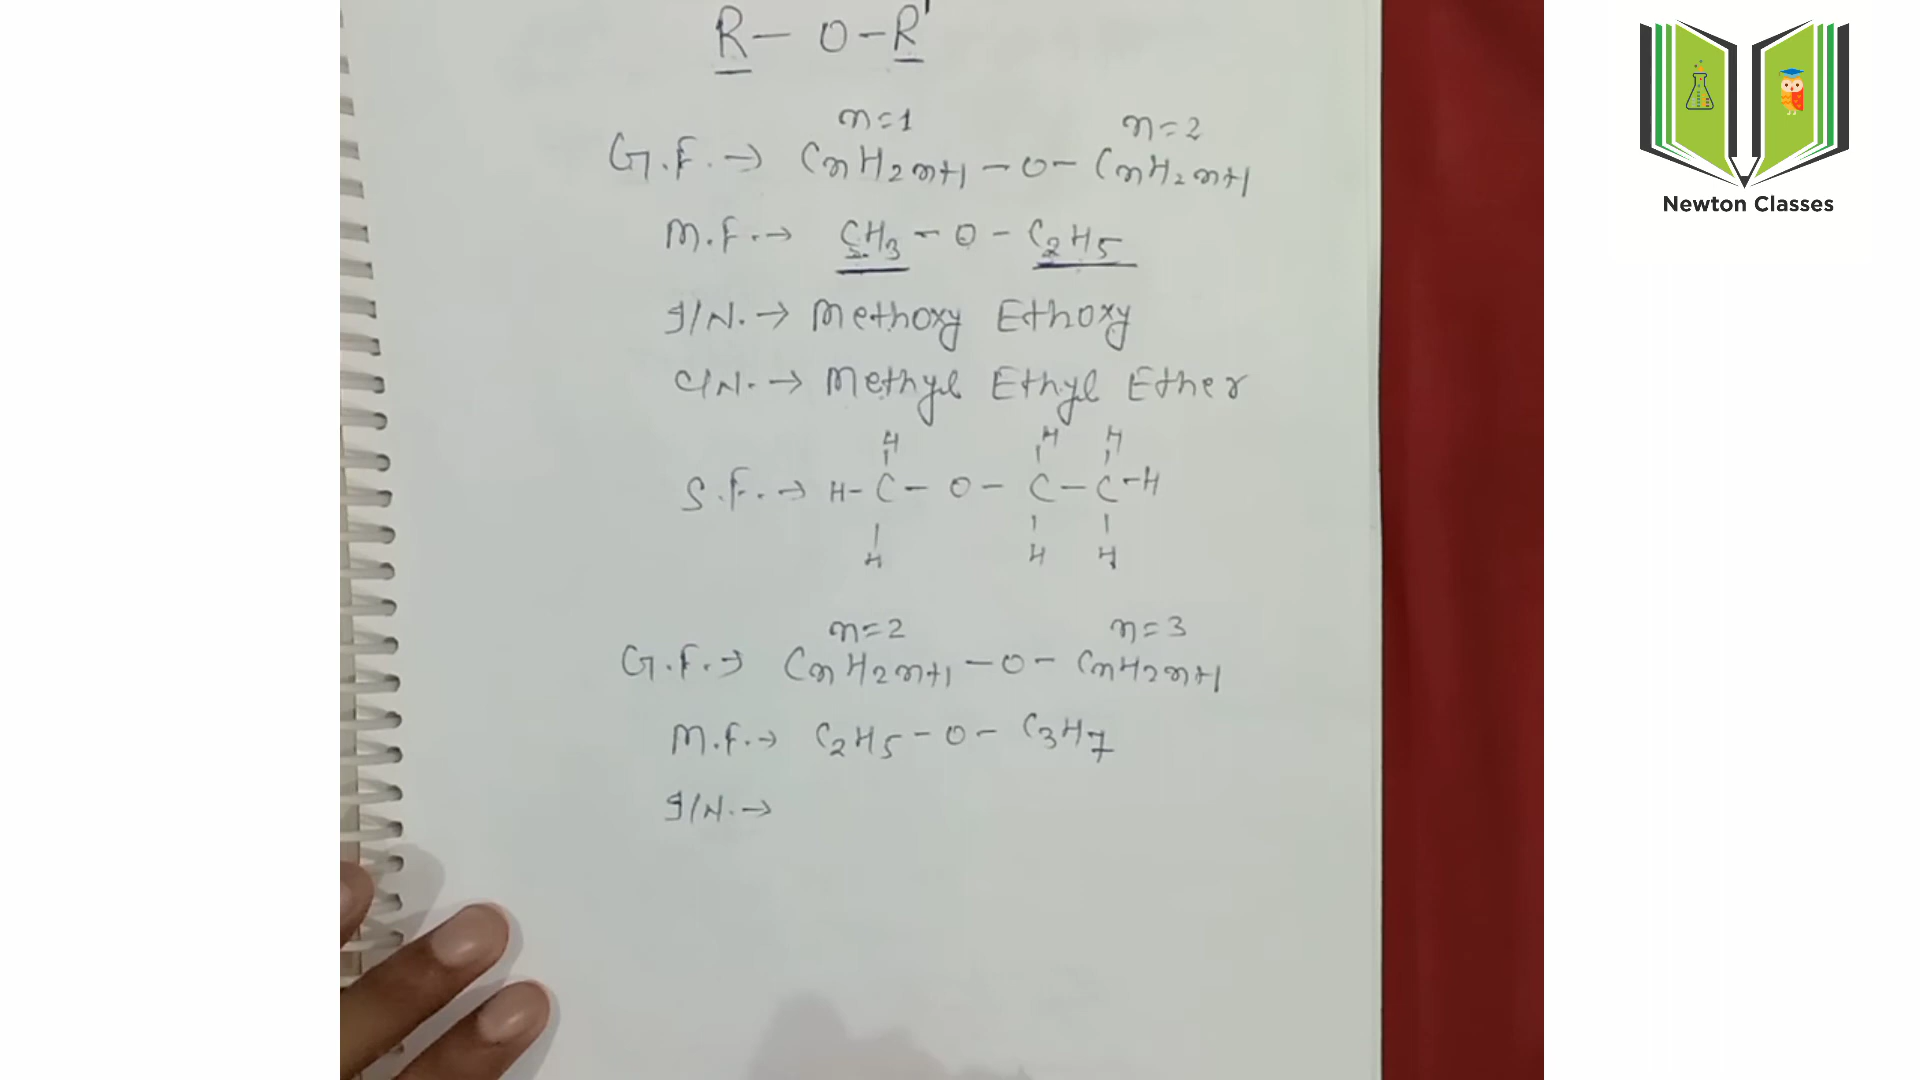 R - O - R'
n=1 n=2
G.F. → CnH2n+1 - O - CnH2n+1
M.F. → CH3 - O - C2H5
I/N. → Methoxy Ethoxy
C/N. → Methyl Ethyl Ether
H H H
S.F. → H-C - O - C-C-H
H H H
n=2 n=3
G.F. → CnH2n+1 - O - CnH2n+1
M.F. → C2H5 - O - C3H7
I/N. →
Newton Classes